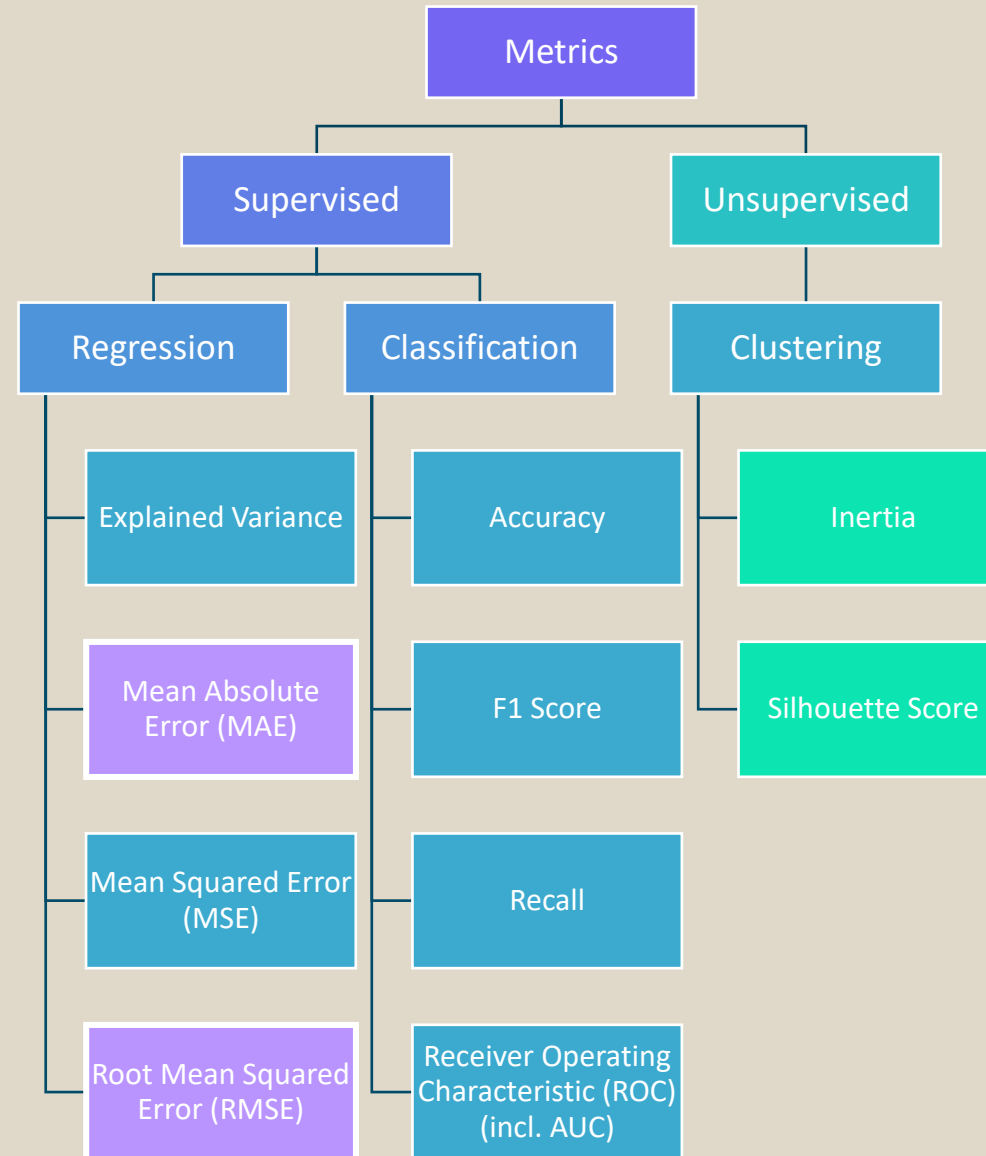 Metrics
Supervised
Unsupervised
Regression
Classification
Clustering
Explained Variance
Accuracy
Inertia
Mean Absolute
Error (MAE)
F1 Score
Silhouette Score
Mean Squared Error
(MSE)
Recall
Root Mean Squared
Error (RMSE)
Receiver Operating
Characteristic (ROC)
(incl. AUC)